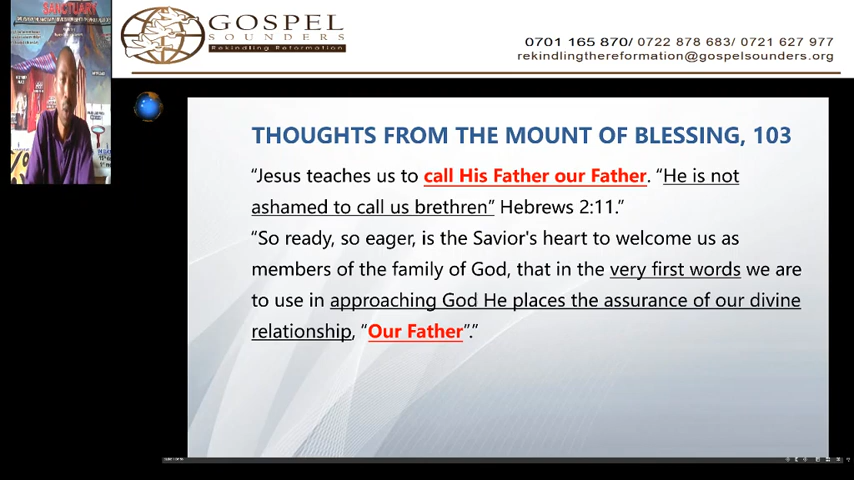 SANCTUARY
GOSPEL
SOUNDERS
Rekindling Reformation
0701 165 870/ 0722 878 683/ 0721 627 977
rekindlingthereformation@gospelsounders.org
THOUGHTS FROM THE MOUNT OF BLESSING, 103
“Jesus teaches us to call His Father our Father. “He is not
ashamed to call us brethren” Hebrews 2:11.”
“So ready, so eager, is the Savior's heart to welcome us as
members of the family of God, that in the very first words we are
to use in approaching God He places the assurance of our divine
relationship, “Our Father”.“